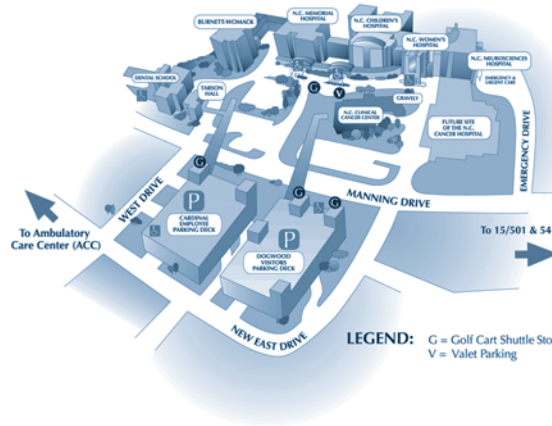 BURNETT-WOMACK
N.C. MEMORIAL
HOSPITAL
N.C. CHILDREN'S
HOSPITAL
N.C. WOMEN'S
HOSPITAL
N.C. NEUROSCIENCES
HOSPITAL
EMERGENCY &
URGENT CARE
DENTAL SCHOOL
TARSON
HALL
G
V
GRAVELY
N.C. CLINICAL
CANCER CENTER
FUTURE SITE
OF THE N.C.
CANCER HOSPITAL
EMERGENCY DRIVE
G
WEST DRIVE
G
G
MANNING DRIVE
P
CARDINAL
EMPLOYEE
PARKING DECK
P
DOGWOOD
VISITORS
PARKING DECK
To Ambulatory
Care Center (ACC)
To 15/501 & 54
NEW EAST DRIVE
LEGEND:
G = Golf Cart Shuttle Sto
V = Valet Parking